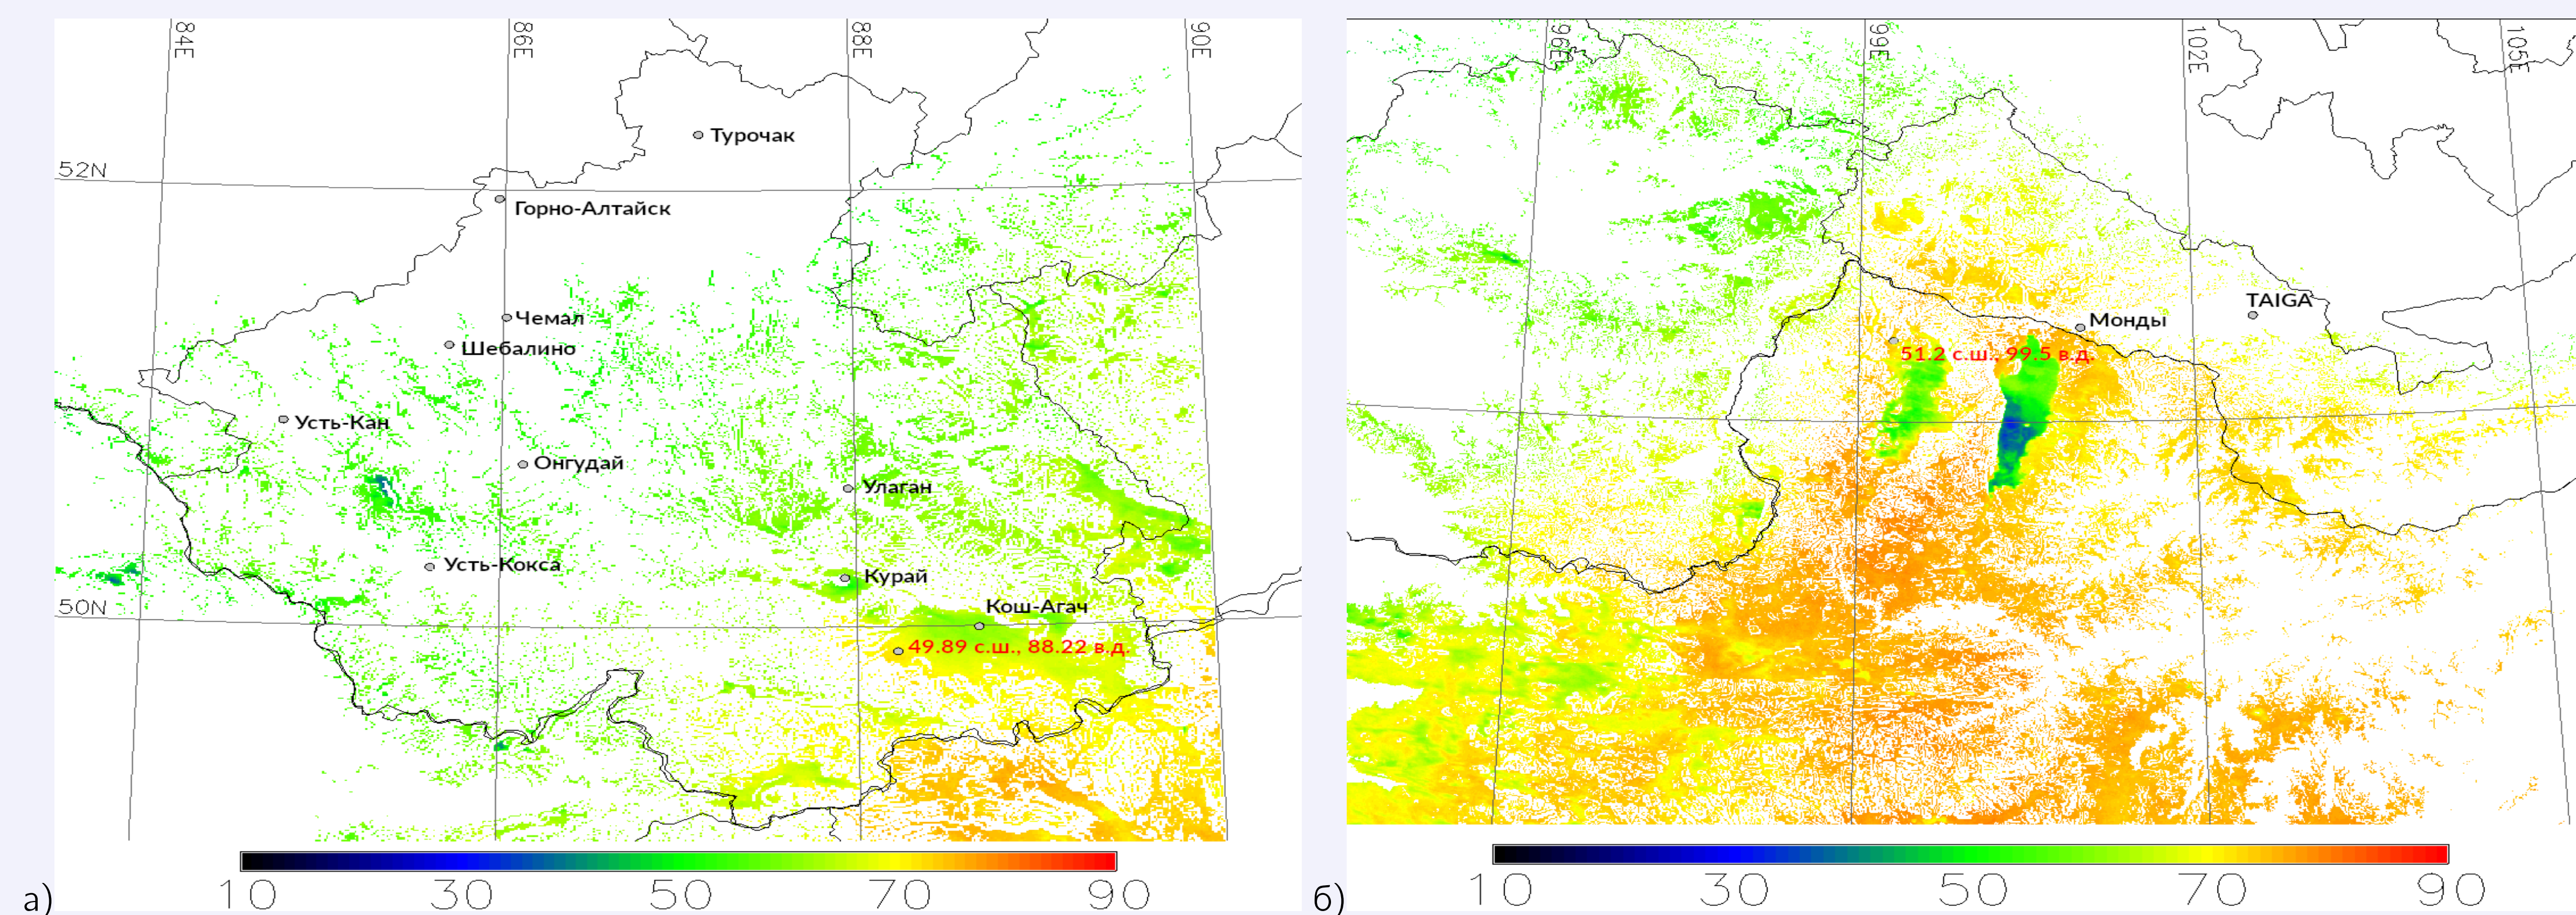 84E
86E
88E
90E
Турочак
52N
Горно-Алтайск
Чемал
Шебалино
Усть-Кан
Онгудай
Улаган
Усть-Кокса
Курай
50N
Кош-Агач
49.89 с.ш., 88.22 в.д.
10 30 50 70 90
а)
96E
99E
102E
105E
TAIGA
Монды
51.2 с.ш., 99.5 в.д.
10 30 50 70 90
б)